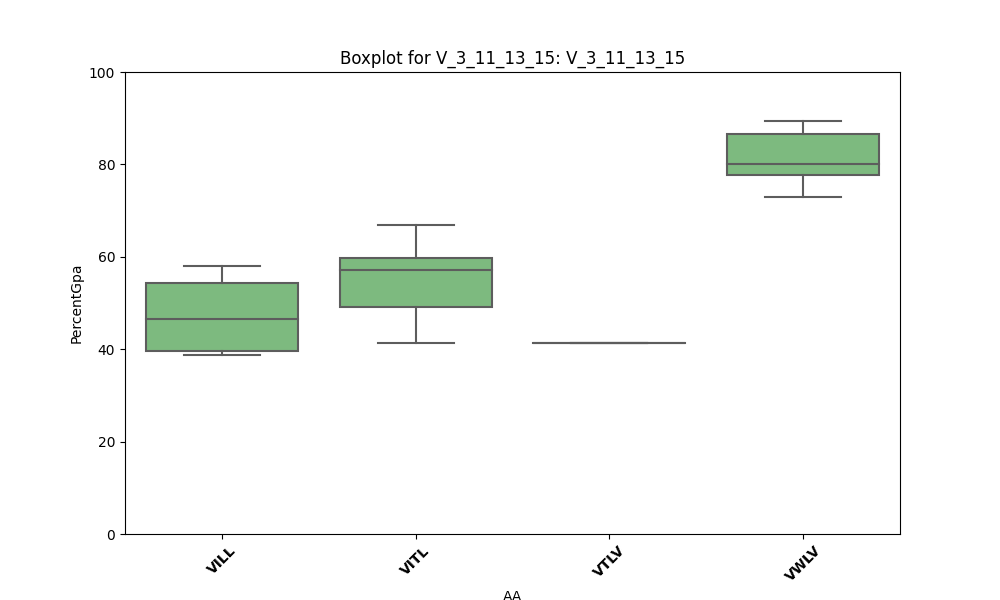 Boxplot for V_3_11_13_15: V_3_11_13_15
100
80
60
40
20
0
PercentGpa
VILL
VITL
VTLV
VWLV
AA